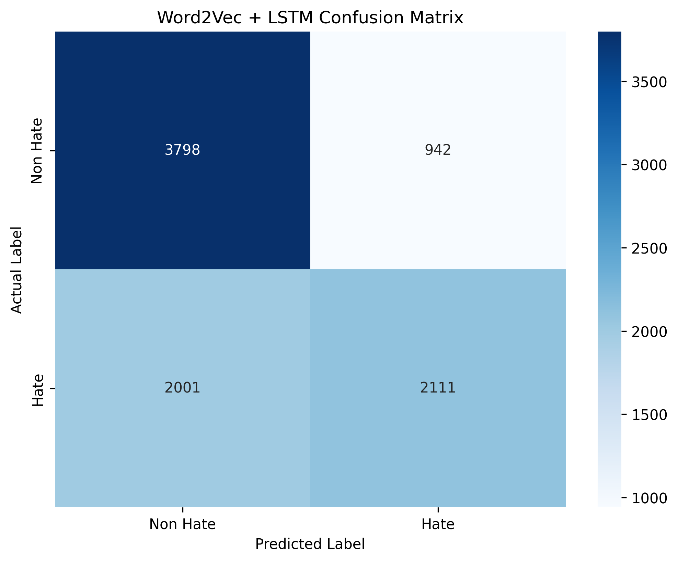 Word2Vec + LSTM Confusion Matrix
Actual Label
Non Hate
Hate
3798 942
2001 2111
Non Hate Hate
Predicted Label
3500
3000
2500
2000
1500
1000